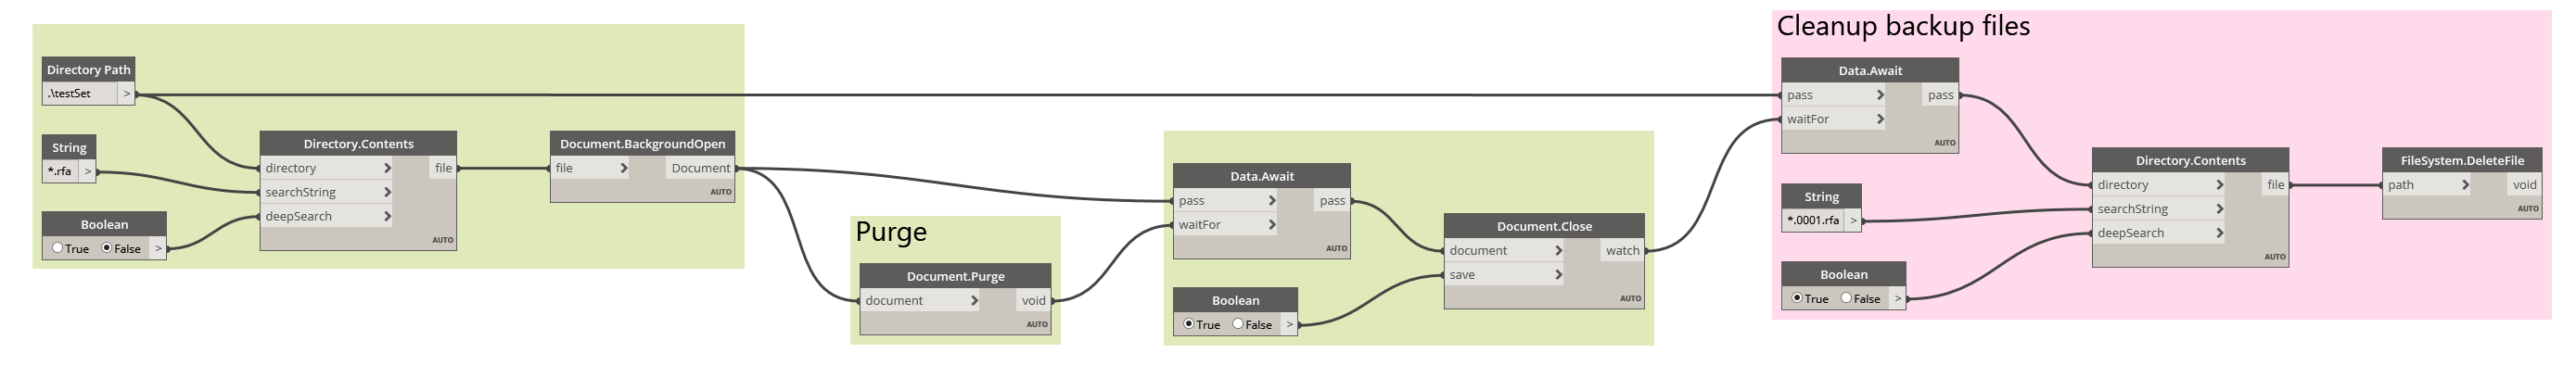 Directory Path
.\testSet >
String
*.rfa >
Boolean
True False >
Directory.Contents
directory > file
searchString >
deepSearch >
AUTO
Document.BackgroundOpen
file > Document
AUTO
Purge
Document.Purge
document > void
AUTO
Data.Await
pass > pass
waitFor >
AUTO
Boolean
True False >
Document.Close
document > watch
save >
AUTO
Cleanup backup files
Data.Await
pass > pass
waitFor >
AUTO
String
*.0001.rfa >
Boolean
True False >
Directory.Contents
directory > file
searchString >
deepSearch >
AUTO
FileSystem.DeleteFile
path > void
AUTO